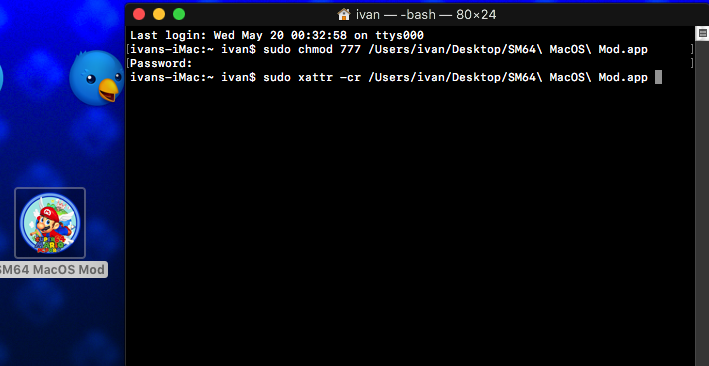 ivan — -bash — 80×24
Last login: Wed May 20 00:32:58 on ttys000
[ivans-iMac:~ ivan$ sudo chmod 777 /Users/ivan/Desktop/SM64\ MacOS\ Mod.app ]
[Password: ]
ivans-iMac:~ ivan$ sudo xattr -cr /Users/ivan/Desktop/SM64\ MacOS\ Mod.app
SM64 MacOS Mod